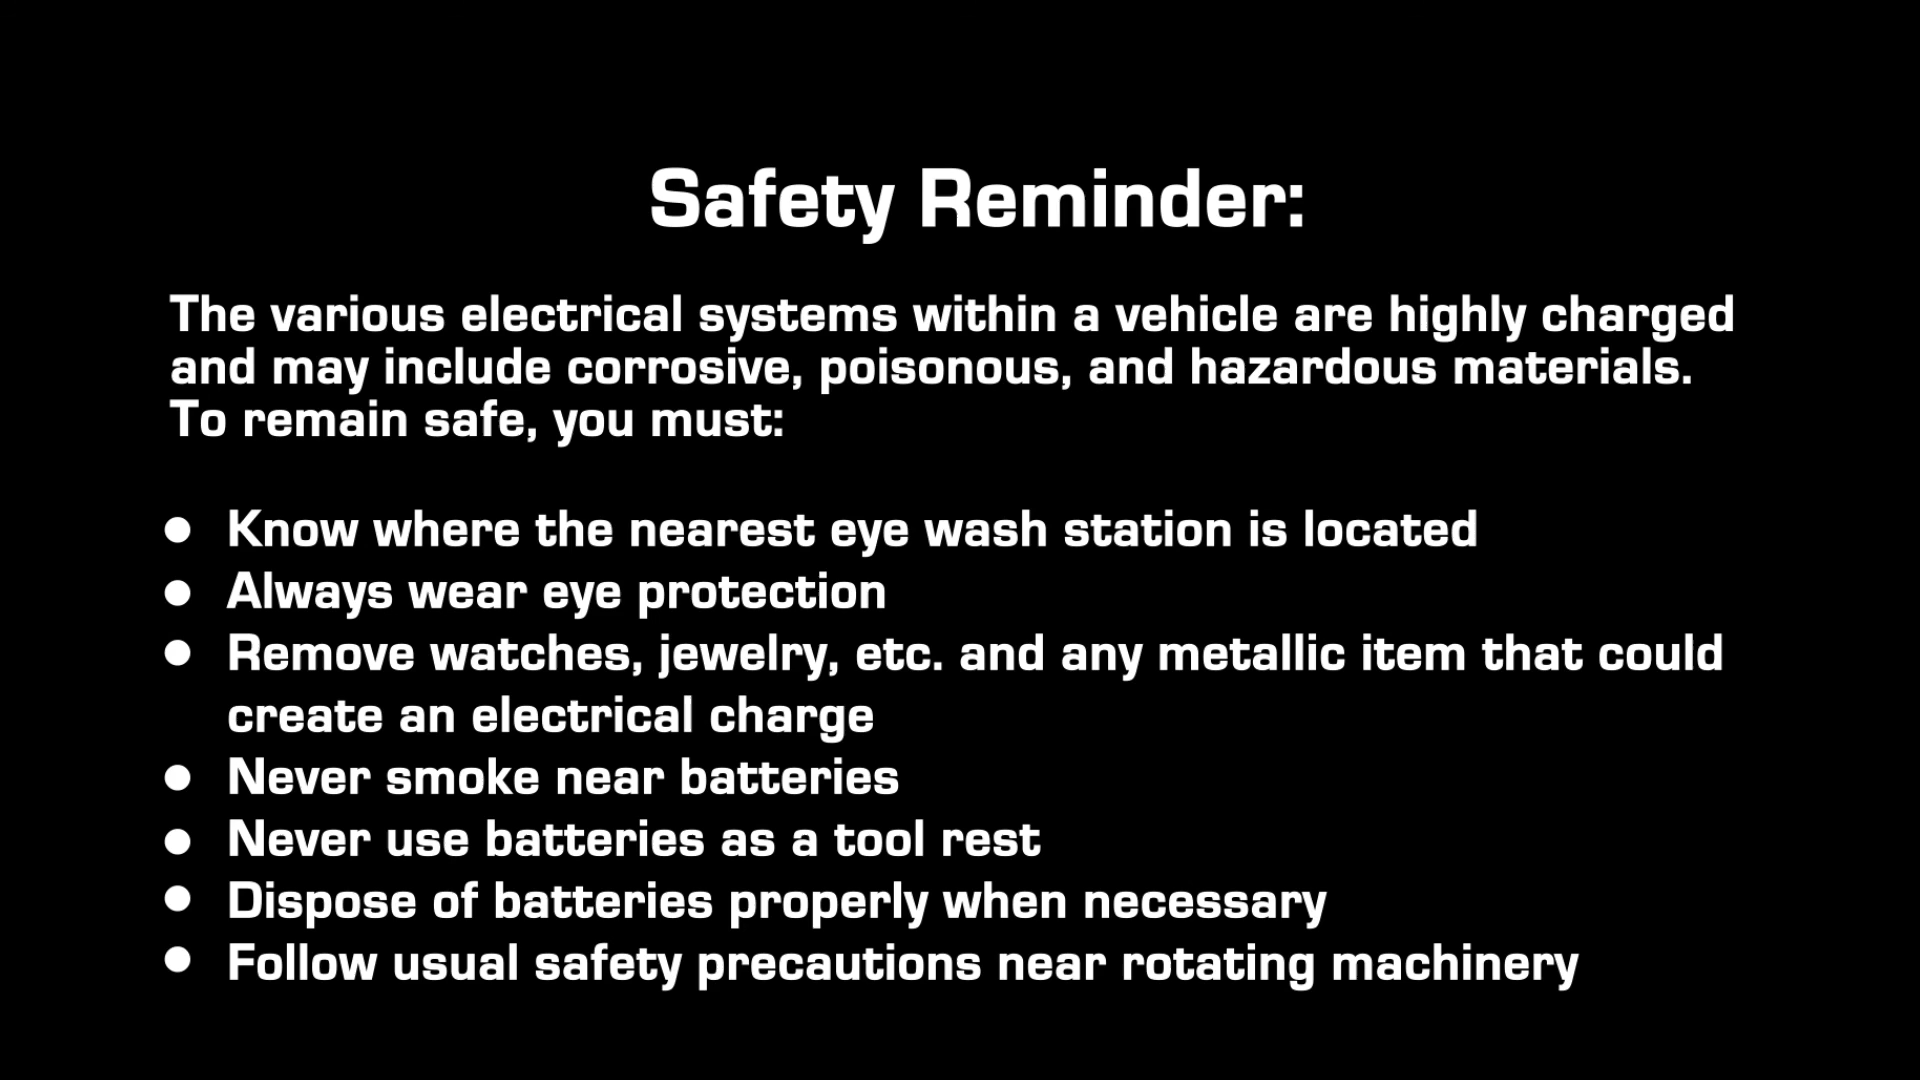 Safety Reminder:
The various electrical systems within a vehicle are highly charged
and may include corrosive, poisonous, and hazardous materials.
To remain safe, you must:
● Know where the nearest eye wash station is located
● Always wear eye protection
● Remove watches, jewelry, etc. and any metallic item that could
create an electrical charge
● Never smoke near batteries
● Never use batteries as a tool rest
● Dispose of batteries properly when necessary
● Follow usual safety precautions near rotating machinery